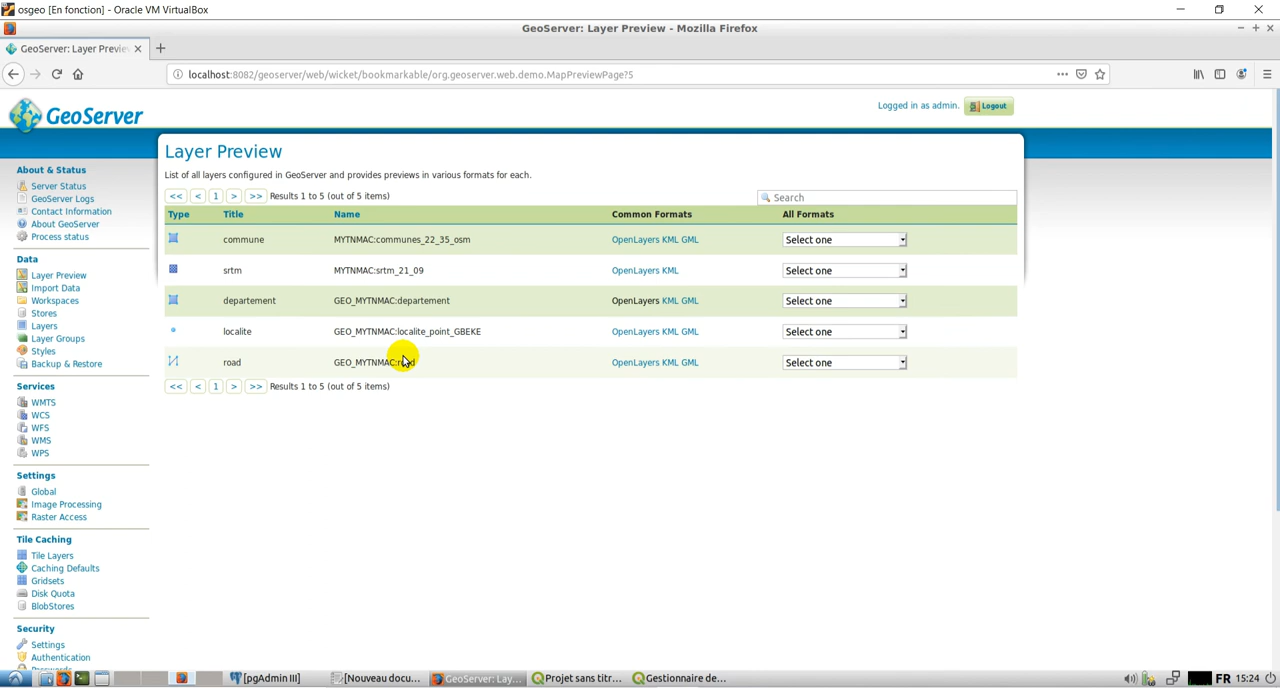 osgeo [En fonction] - Oracle VM VirtualBox
GeoServer: Layer Preview - Mozilla Firefox
GeoServer: Layer Previe
localhost:8082/geoserver/web/wicket/bookmarkable/org.geoserver.web.demo.MapPreviewPage?5
GeoServer
Logged in as admin. Logout
About & Status
Server Status
GeoServer Logs
Contact Information
About GeoServer
Process status
Data
Layer Preview
Import Data
Workspaces
Stores
Layers
Layer Groups
Styles
Backup & Restore
Services
WMTS
WCS
WFS
WMS
WPS
Settings
Global
Image Processing
Raster Access
Tile Caching
Tile Layers
Caching Defaults
Gridsets
Disk Quota
BlobStores
Security
Settings
Authentication
Passwords
Layer Preview
List of all layers configured in GeoServer and provides previews in various formats for each.
<< < 1 > >> Results 1 to 5 (out of 5 items) Search
Type Title Name Common Formats All Formats
commune MYTNMAC:communes_22_35_osm OpenLayers KML GML Select one
srtm MYTNMAC:srtm_21_09 OpenLayers KML Select one
departement GEO_MYTNMAC:departement OpenLayers KML GML Select one
localite GEO_MYTNMAC:localite_point_GBEKE OpenLayers KML GML Select one
road GEO_MYTNMAC:road OpenLayers KML GML Select one
<< < 1 > >> Results 1 to 5 (out of 5 items)
[pgAdmin III] [Nouveau docu... GeoServer: Lay... Projet sans titr... Gestionnaire de... FR 15:24